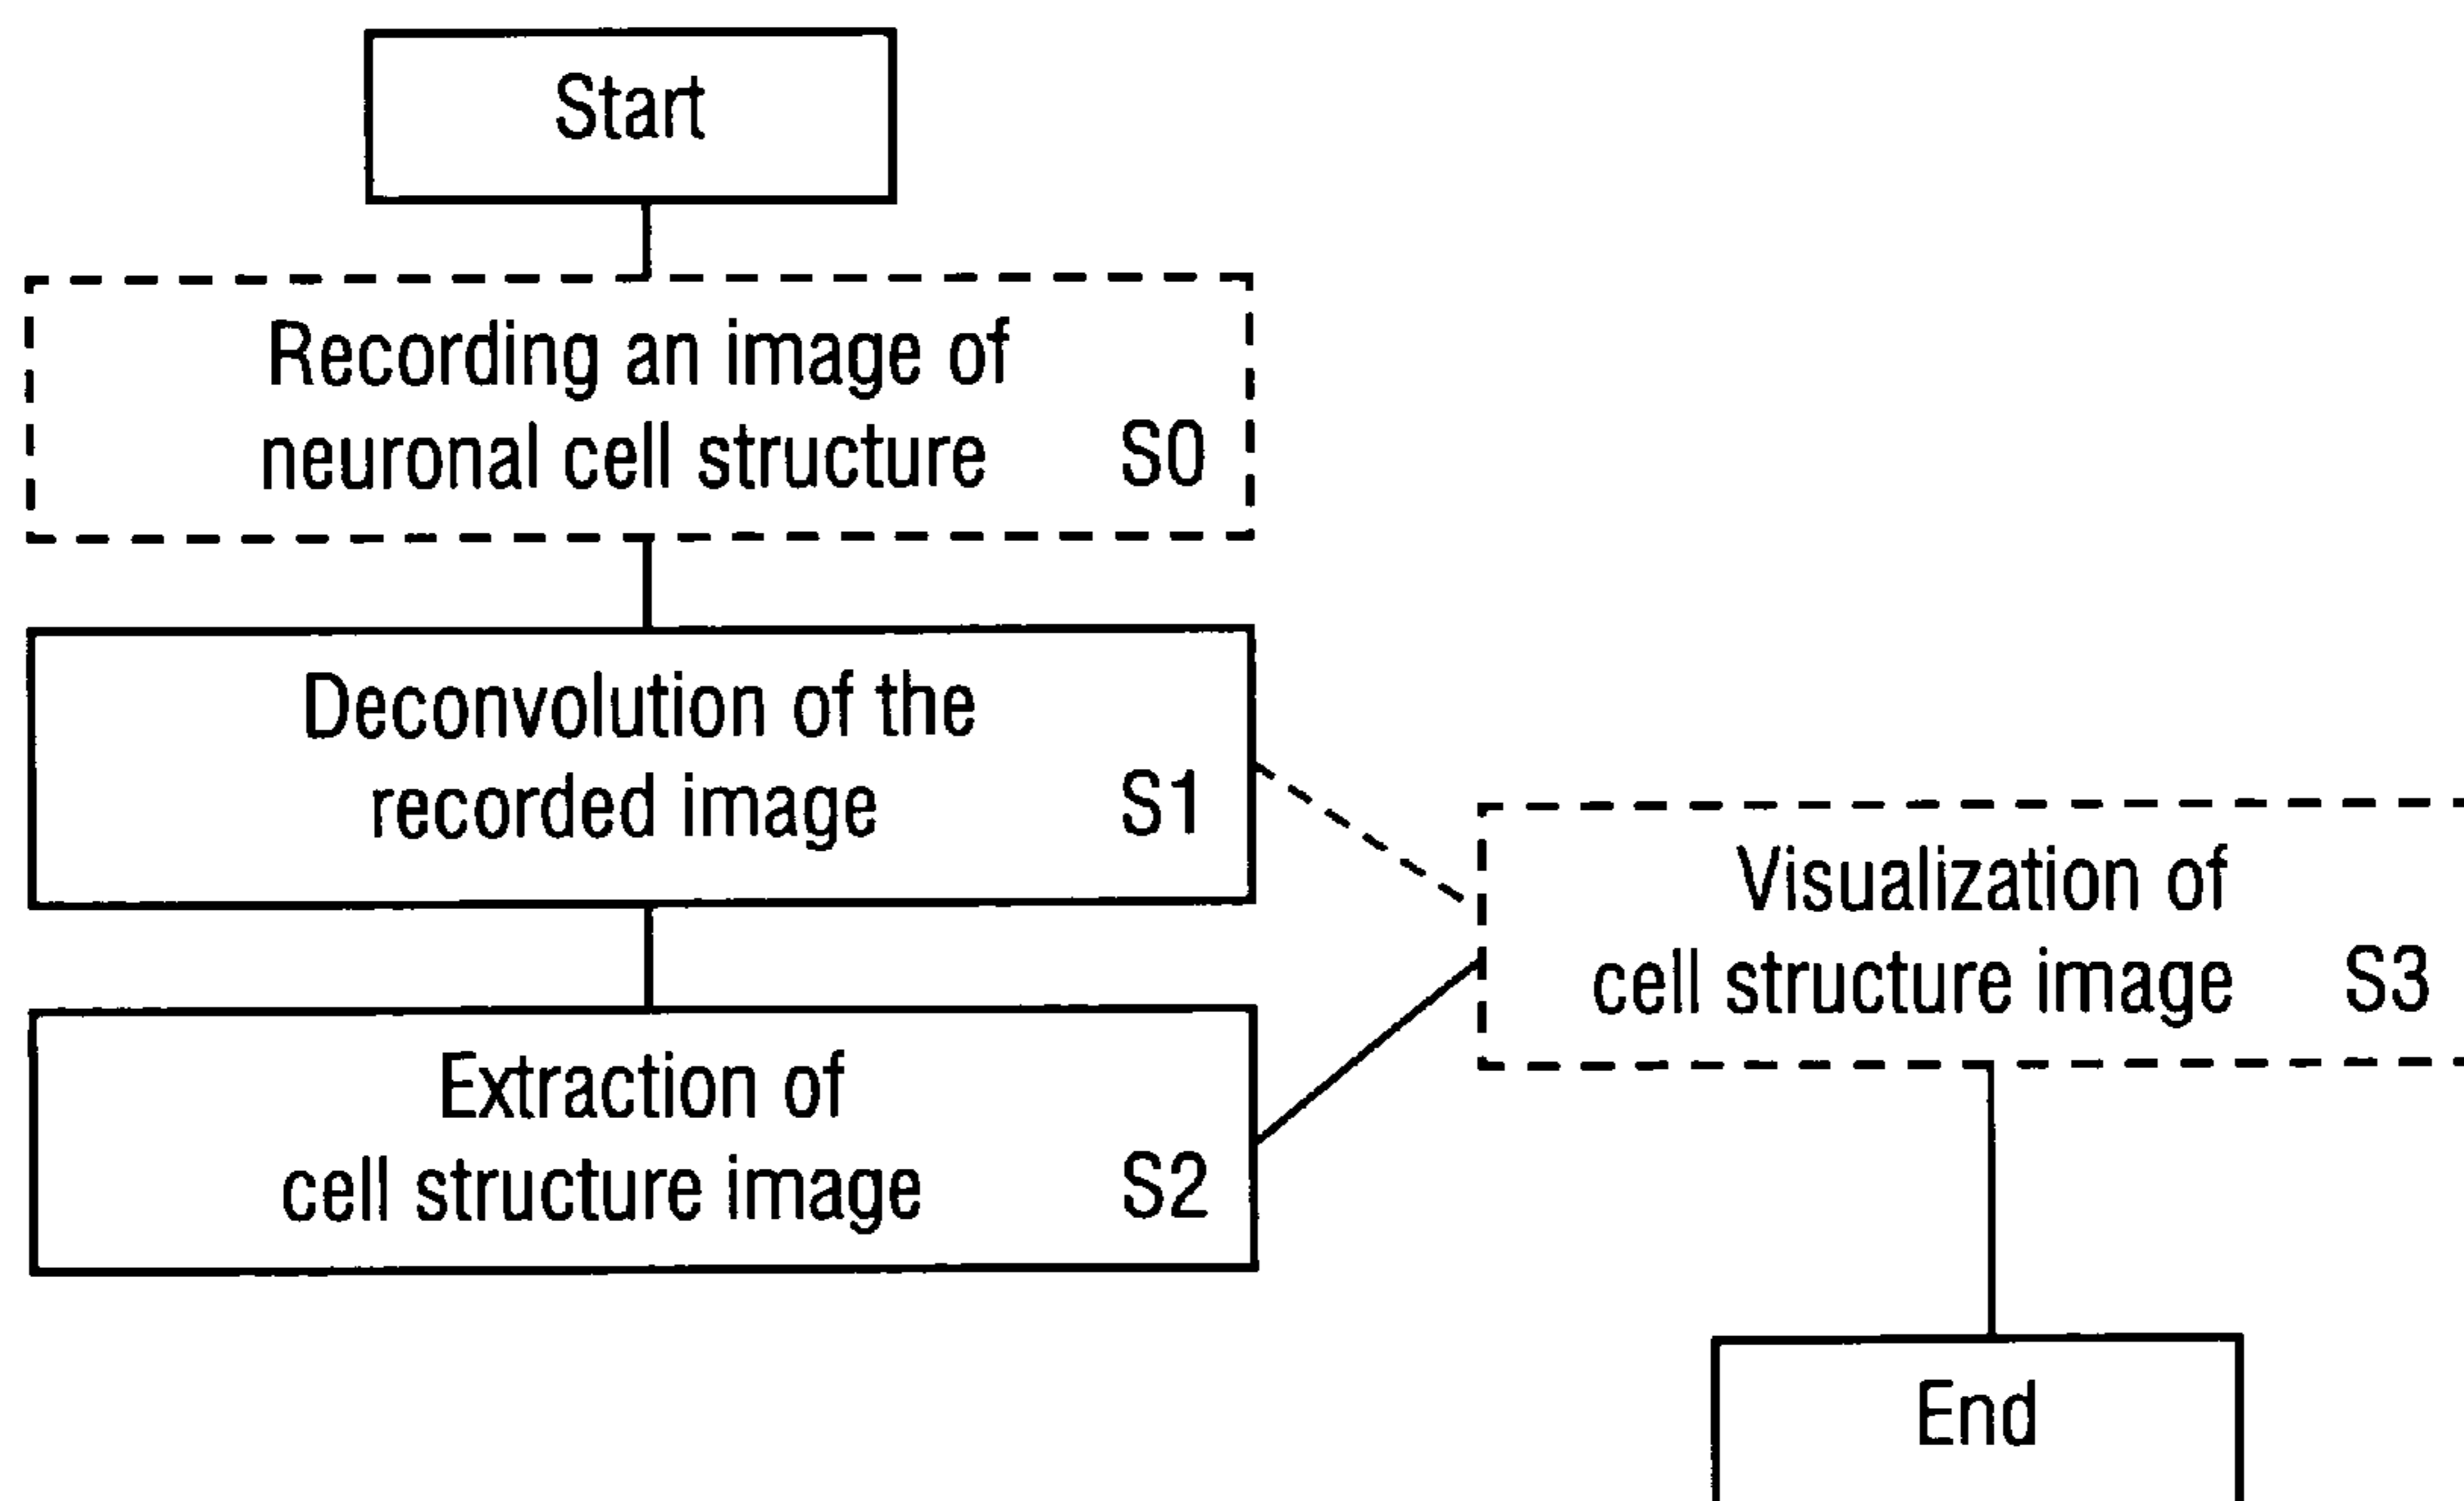 Start
Recording an image of
neuronal cell structure S0
Deconvolution of the
recorded image S1
Visualization of
cell structure image S3
Extraction of
cell structure image S2
End